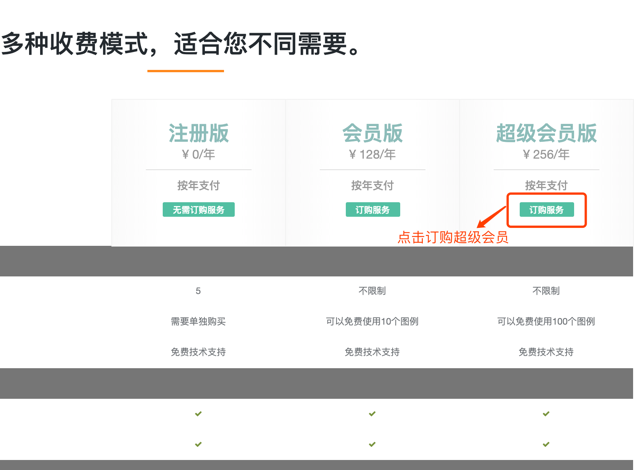 多种收费模式，适合您不同需要。
注册版 会员版 超级会员版
¥ 0/年 ¥ 128/年 ¥ 256/年
按年支付 按年支付 按年支付
无需订购服务 订购服务 订购服务
点击订购超级会员
5 不限制 不限制
需要单独购买 可以免费使用10个图例 可以免费使用100个图例
免费技术支持 免费技术支持 免费技术支持